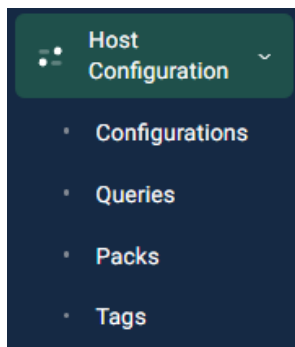 Host
Configuration
Configurations
Queries
Packs
Tags